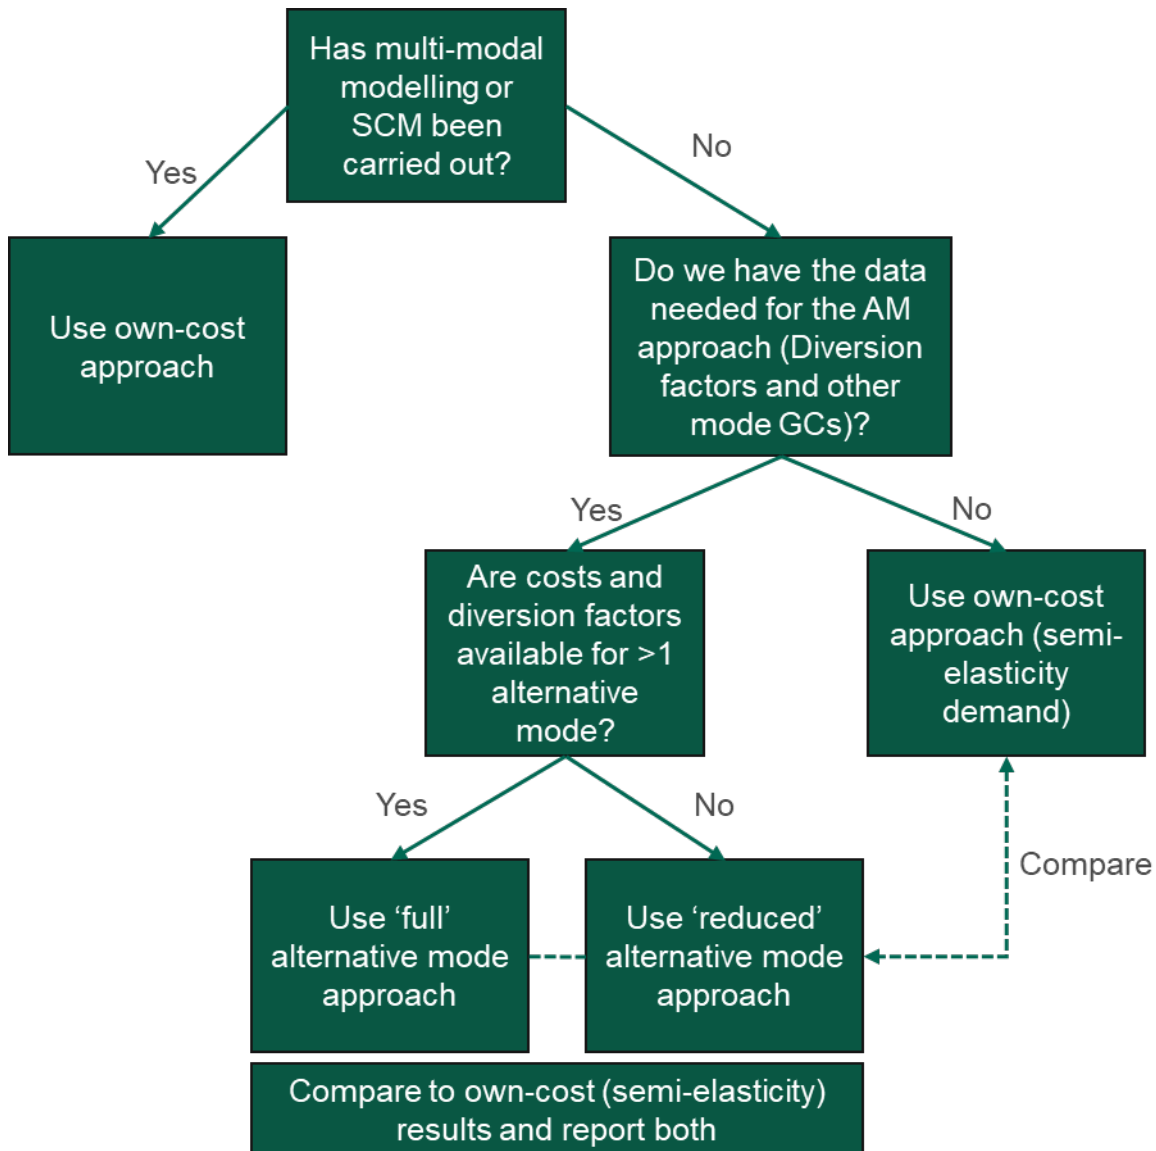 Has multi-modal
modelling or
SCM been
carried out?
Yes
No
Use own-cost
approach
Do we have the data
needed for the AM
approach (Diversion
factors and other
mode GCs)?
Yes
No
Are costs and
diversion factors
available for >1
alternative
mode?
Use own-cost
approach (semi-
elasticity
demand)
Yes
No
Compare
Use ‘full’
alternative mode
approach
Use ‘reduced’
alternative mode
approach
Compare to own-cost (semi-elasticity)
results and report both